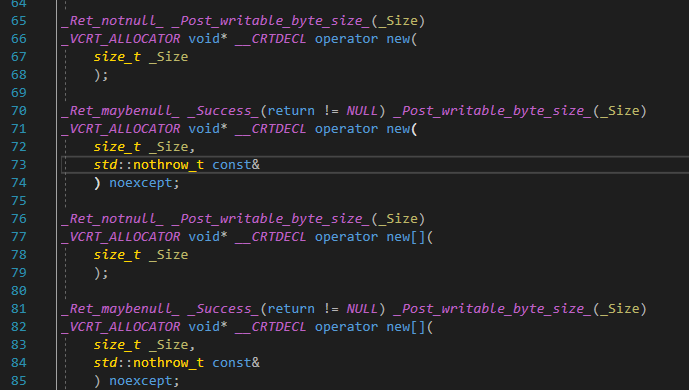 64
65 _Ret_notnull_ _Post_writable_byte_size_(_Size)
66 _VCRT_ALLOCATOR void* __CRTDECL operator new(
67 size_t _Size
68 );
69
70 _Ret_maybenull_ _Success_(return != NULL) _Post_writable_byte_size_(_Size)
71 _VCRT_ALLOCATOR void* __CRTDECL operator new(
72 size_t _Size,
73 std::nothrow_t const&
74 ) noexcept;
75
76 _Ret_notnull_ _Post_writable_byte_size_(_Size)
77 _VCRT_ALLOCATOR void* __CRTDECL operator new[](
78 size_t _Size
79 );
80
81 _Ret_maybenull_ _Success_(return != NULL) _Post_writable_byte_size_(_Size)
82 _VCRT_ALLOCATOR void* __CRTDECL operator new[](
83 size_t _Size,
84 std::nothrow_t const&
85 ) noexcept;